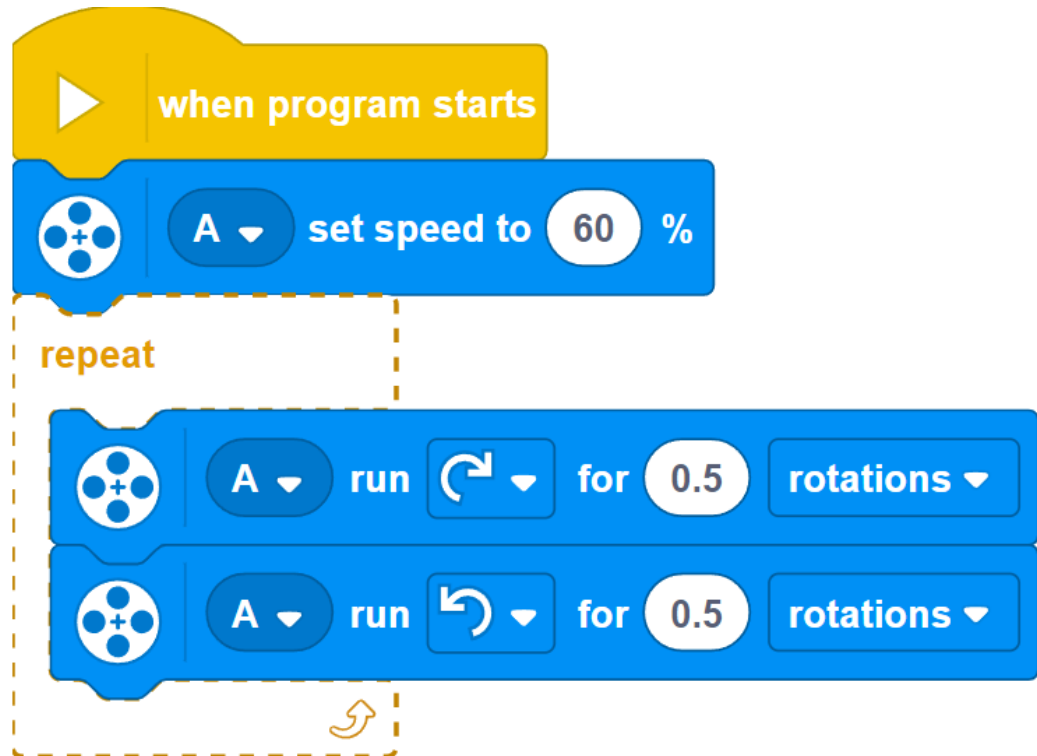 when program starts
A set speed to 60 %
repeat
A run for 0.5 rotations
A run for 0.5 rotations